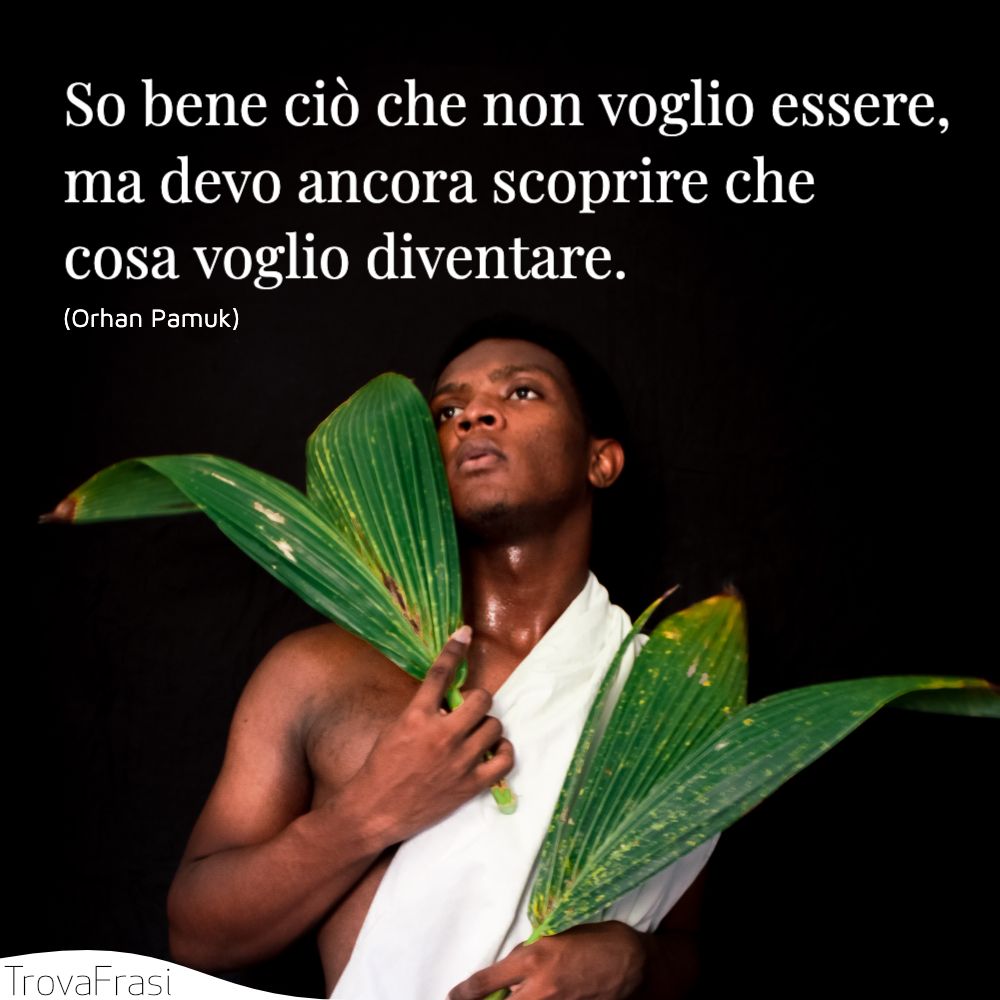 So bene ciò che non voglio essere,
ma devo ancora scoprire che
cosa voglio diventare.
(Orhan Pamuk)
TrovaFrasi